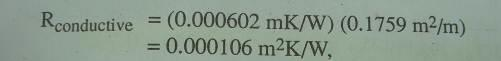 Rconductive = (0.000602 mK/W) (0.1759 m²/m)
= 0.000106 m²K/W,